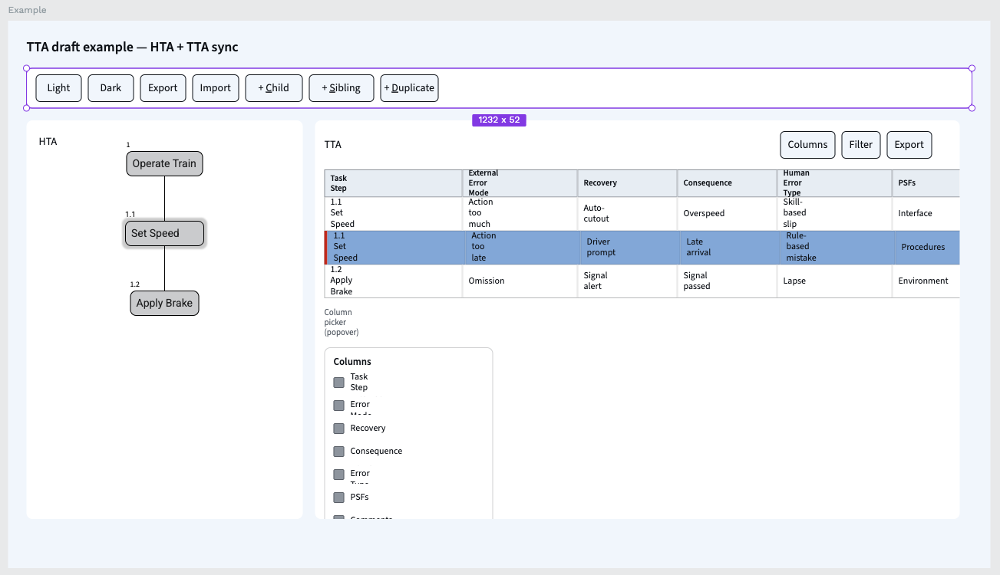 Example
TTA draft example — HTA + TTA sync
Light Dark Export Import + Child + Sibling + Duplicate
1232 x 52
HTA
1
Operate Train
1.1
Set Speed
1.2
Apply Brake
TTA
Columns Filter Export
Task
Step
External
Error
Mode
Recovery
Consequence
Human
Error
Type
PSFs
1.1
Set
Speed
Action
too
much
Auto-
cutout
Overspeed
Skill-
based
slip
Interface
1.1
Set
Speed
Action
too
late
Driver
prompt
Late
arrival
Rule-
based
mistake
Procedures
1.2
Apply
Brake
Omission
Signal
alert
Signal
passed
Lapse
Environment
Column
picker
(popover)
Columns
Task
Step
Error
Mode
Recovery
Consequence
Error
Type
PSFs
Comments